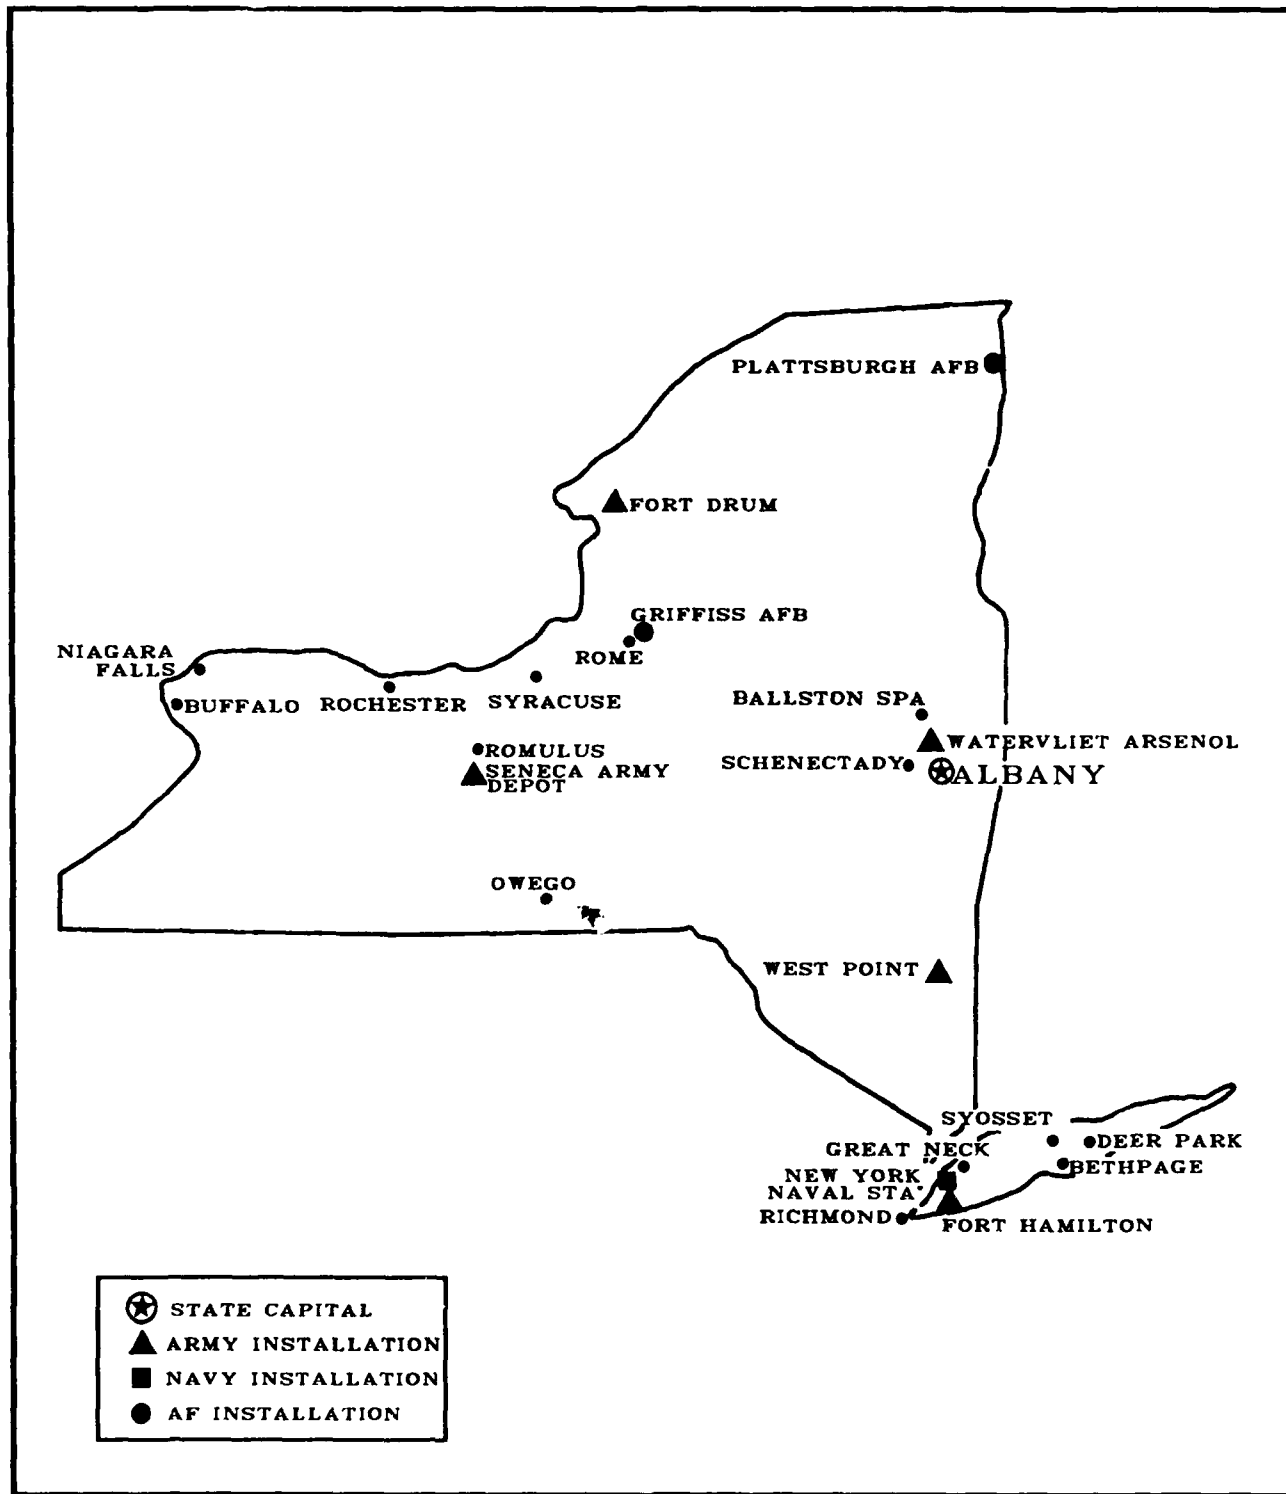 PLATTSBURGH AFB
FORT DRUM
GRIFFISS AFB
ROME
NIAGARA
FALLS
BUFFALO
ROCHESTER
SYRACUSE
BALLSTON SPA
WATERVLIET ARSENOL
ROMULUS
SENECA ARMY
DEPOT
SCHENECTADY
ALBANY
OWEGO
WEST POINT
SYOSSET
GREAT NECK
DEER PARK
BETHPAGE
NEW YORK
NAVAL STA
RICHMOND
FORT HAMILTON
STATE CAPITAL
ARMY INSTALLATION
NAVY INSTALLATION
AF INSTALLATION